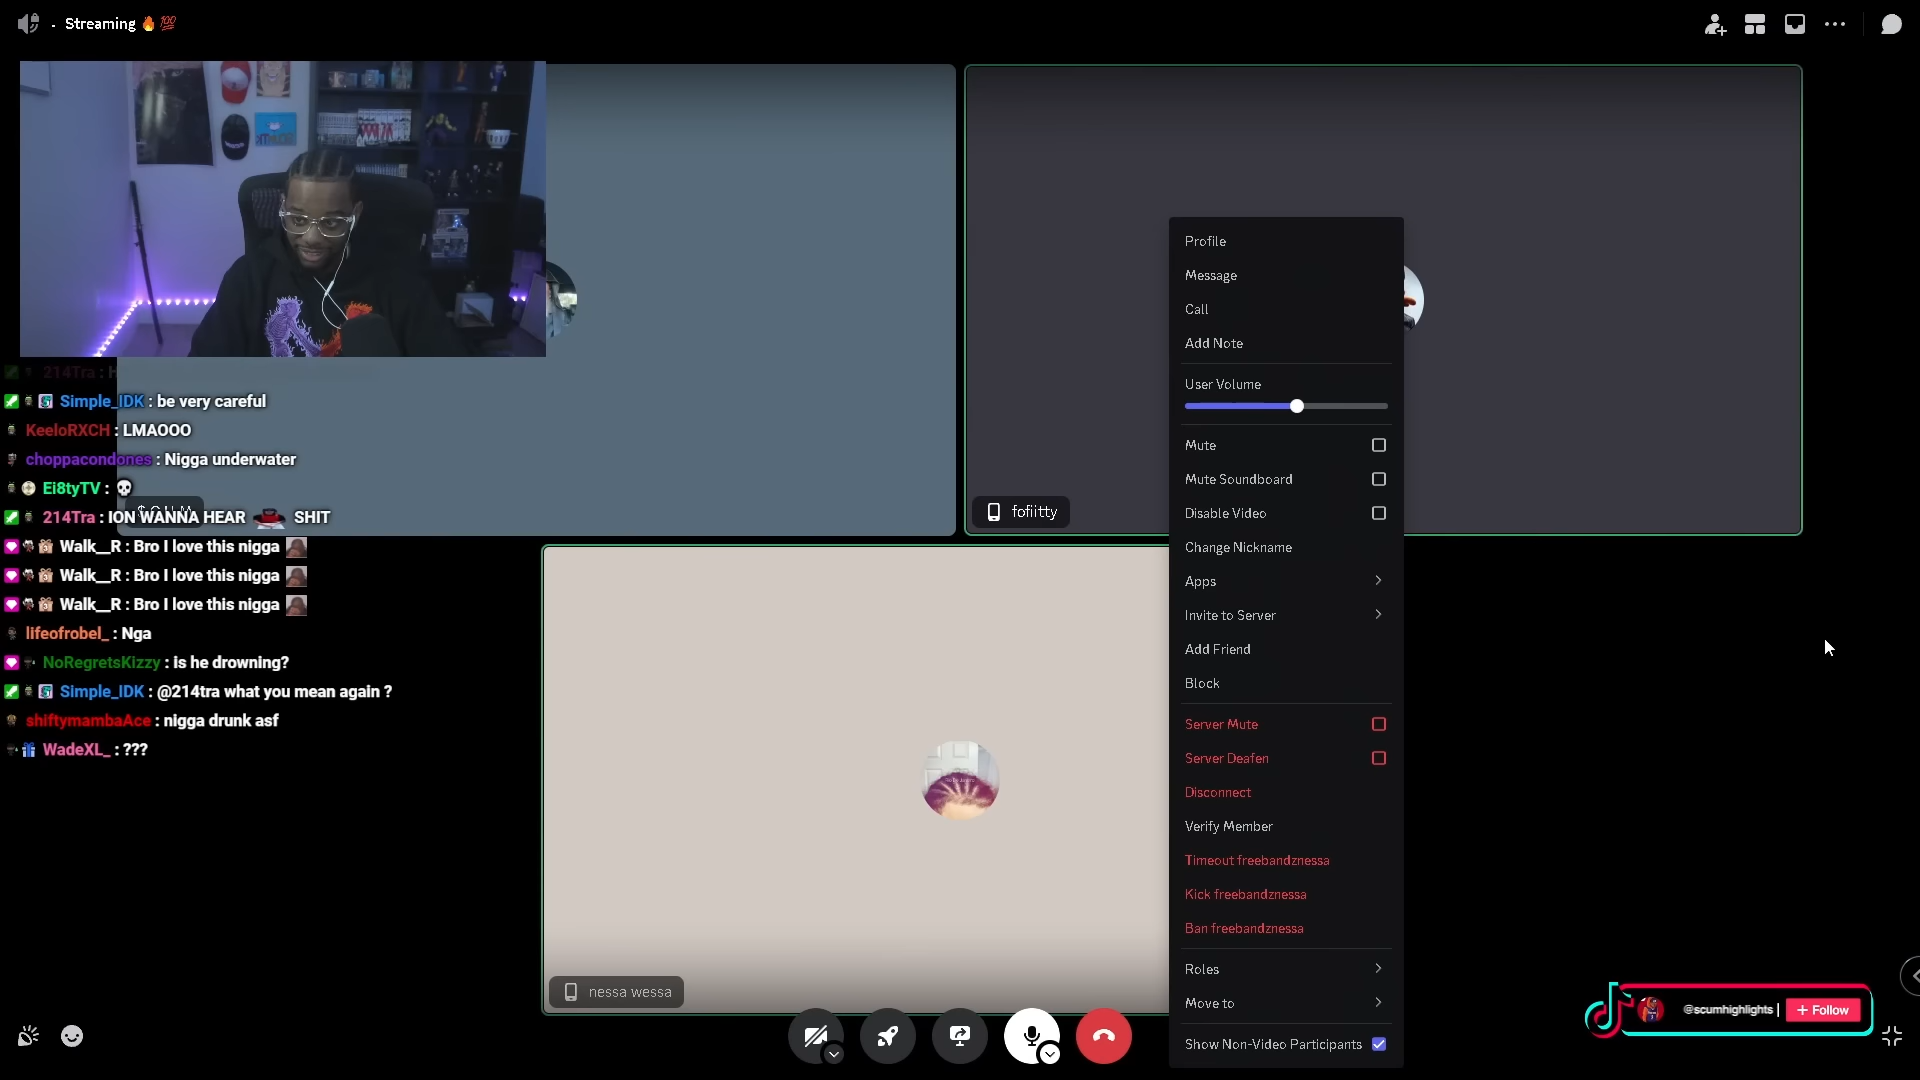 . Streaming 🔥💯
214Tra : H
Simple_IDK : be very careful
KeeloRXCH : LMAOOO
choppacondones : Nigga underwater
Ei8tyTV : 💀
214Tra : ION WANNA HEAR SHIT
Walk__R : Bro I love this nigga
Walk__R : Bro I love this nigga
Walk__R : Bro I love this nigga
lifeofrobel_ : Nga
NoRegretsKizzy : is he drowning?
Simple_IDK : @214tra what you mean again ?
shiftymambaAce : nigga drunk asf
WadeXL_ : ???
fofiitty
nessa wessa
Profile
Message
Call
Add Note
User Volume
Mute
Mute Soundboard
Disable Video
Change Nickname
Apps
Invite to Server
Add Friend
Block
Server Mute
Server Deafen
Disconnect
Verify Member
Timeout freebandznessa
Kick freebandznessa
Ban freebandznessa
Roles
Move to
Show Non-Video Participants
@scumhighlights | + Follow